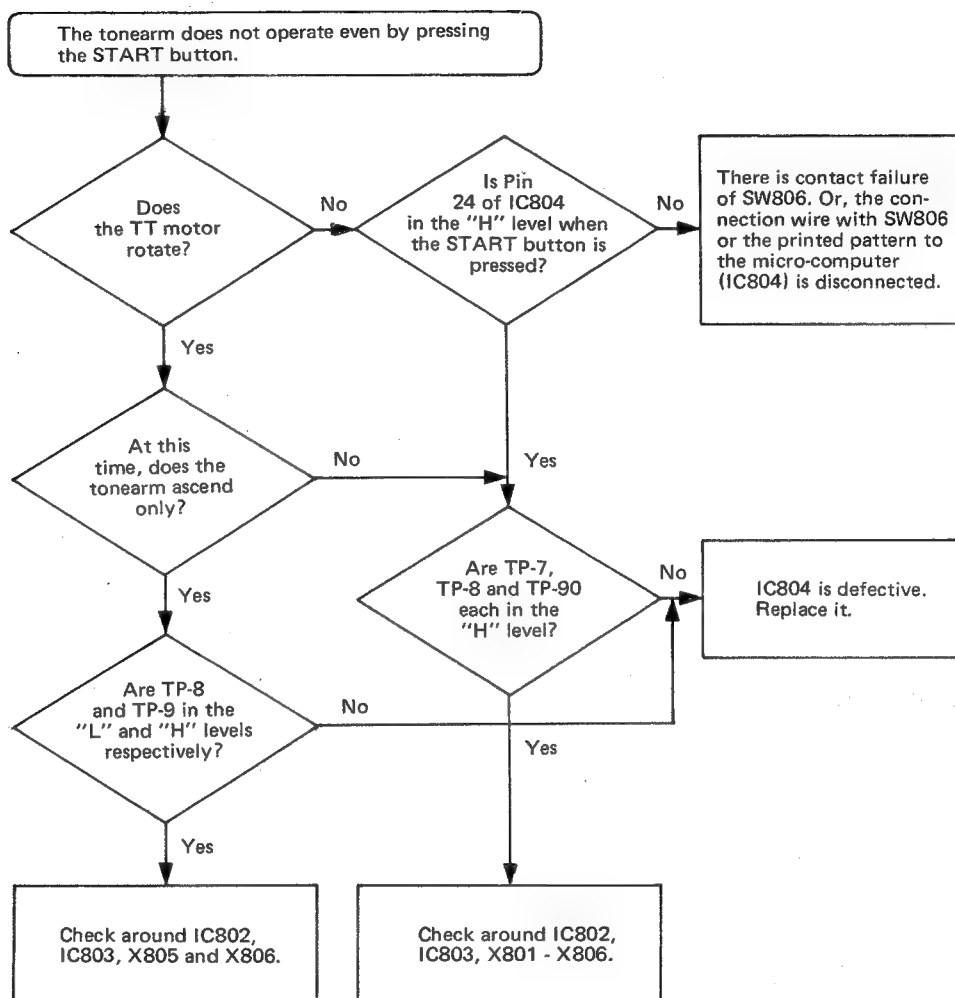 The tonearm does not operate even by pressing
the START button.
Does
the TT motor
rotate?
No
Is Pin
24 of IC804
in the "H" level when
the START button is
pressed?
No
There is contact failure
of SW806. Or, the con-
nection wire with SW806
or the printed pattern to
the micro-computer
(IC804) is disconnected.
Yes
At this
time, does the
tonearm ascend
only?
No
Yes
Are TP-7,
TP-8 and TP-90
each in the
"H" level?
No
IC804 is defective.
Replace it.
Yes
Are TP-8
and TP-9 in the
"L" and "H" levels
respectively?
No
Yes
Yes
Check around IC802,
IC803, X805 and X806.
Check around IC802,
IC803, X801 - X806.